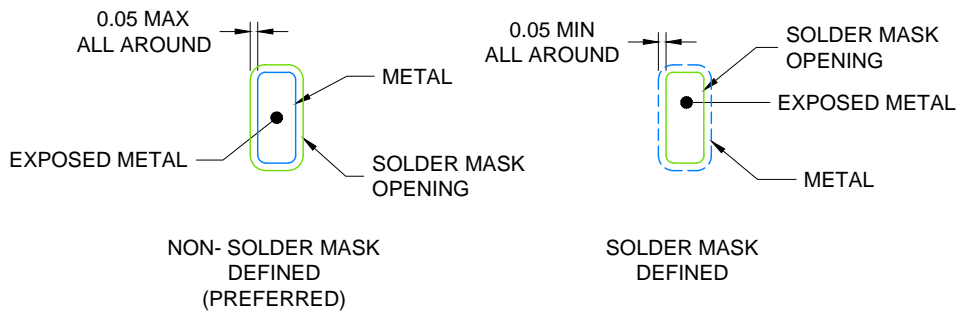 0.05 MAX
ALL AROUND
METAL
EXPOSED METAL
SOLDER MASK
OPENING
NON- SOLDER MASK
DEFINED
(PREFERRED)
0.05 MIN
ALL AROUND
SOLDER MASK
OPENING
EXPOSED METAL
METAL
SOLDER MASK
DEFINED